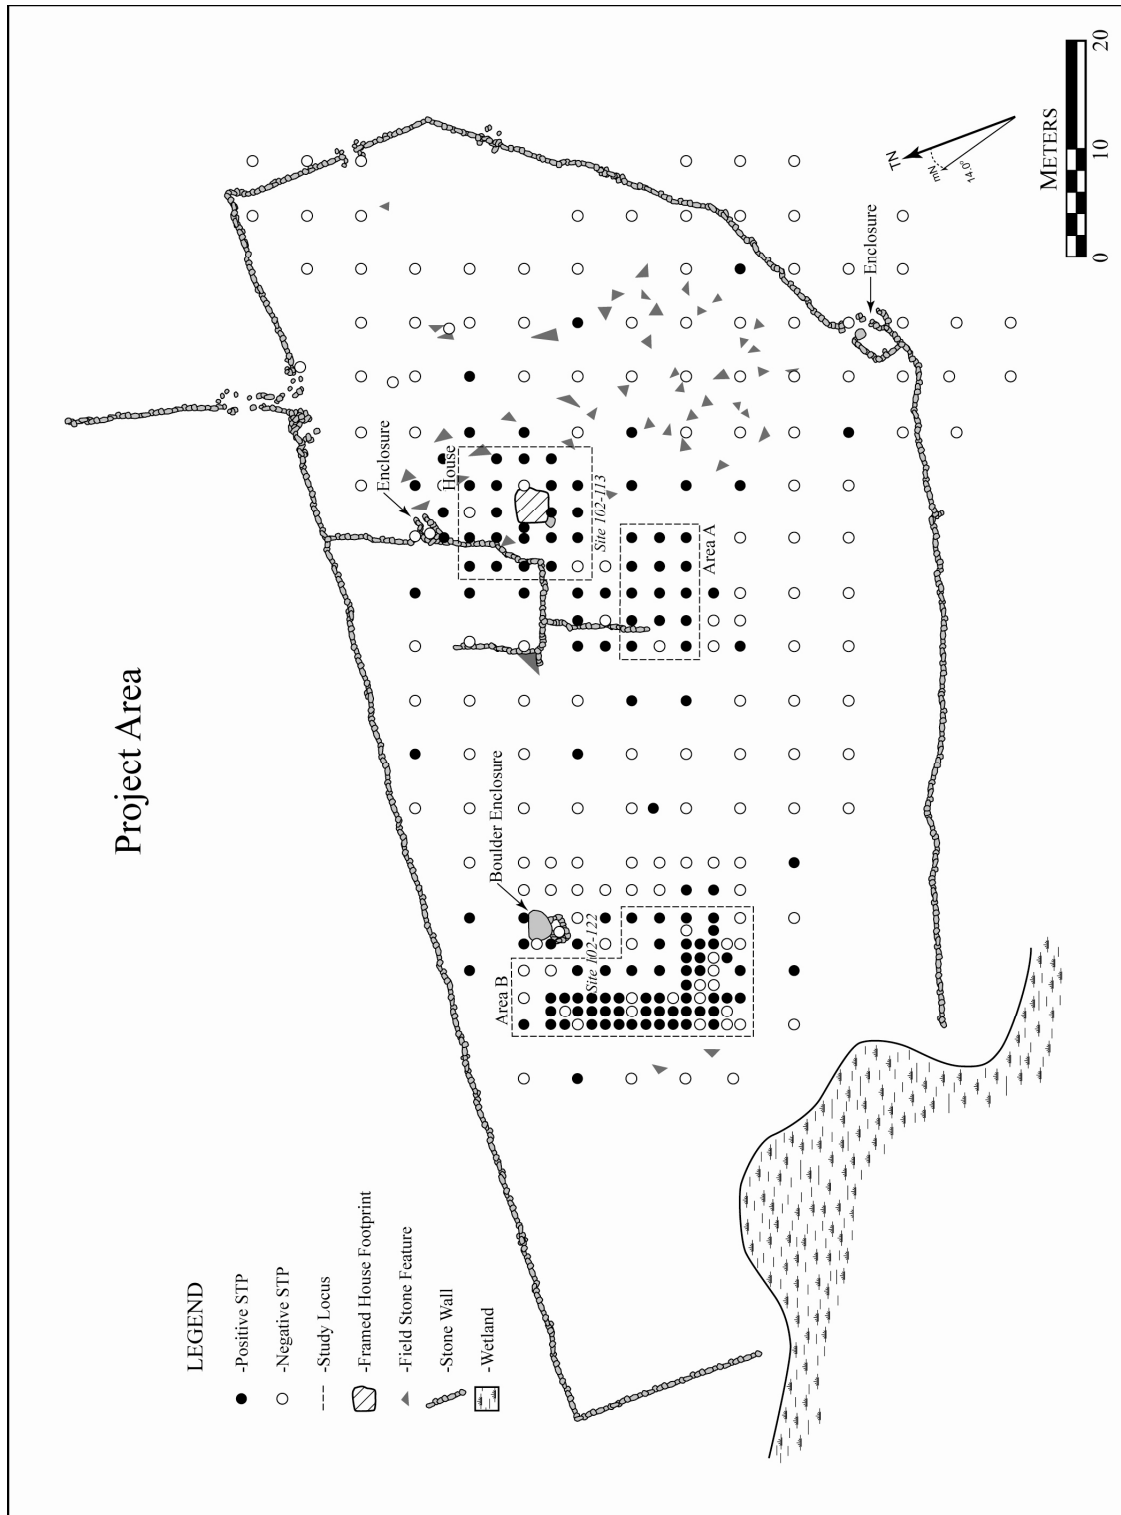 Project Area
LEGEND
-Positive STP
-Negative STP
-Study Locus
-Framed House Footprint
-Field Stone Feature
-Stone Wall
-Wetland
Area B
Site 102-122
Boulder Enclosure
Enclosure
House
Site 102-113
Area A
Enclosure
TN
mN
14.0°
METERS
0
10
20